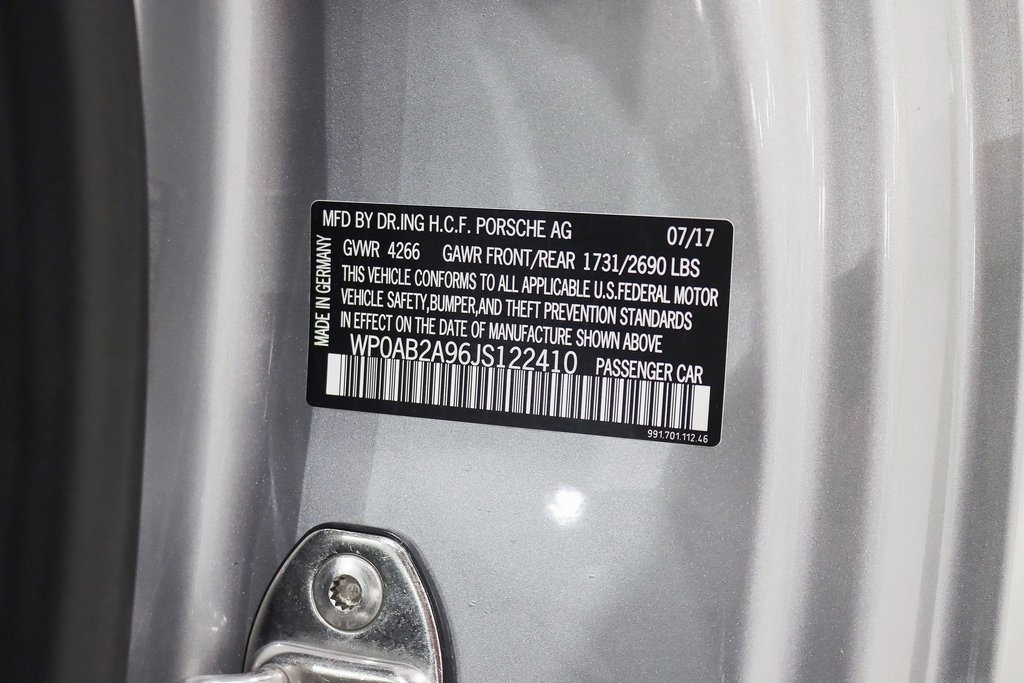 MFD BY DR.ING H.C.F. PORSCHE AG 07/17
GVWR 4266 GAWR FRONT/REAR 1731/2690 LBS
THIS VEHICLE CONFORMS TO ALL APPLICABLE U.S.FEDERAL MOTOR
VEHICLE SAFETY,BUMPER,AND THEFT PREVENTION STANDARDS
IN EFFECT ON THE DATE OF MANUFACTURE SHOWN ABOVE
WP0AB2A96JS122410 PASSENGER CAR
991.701.112.46
MADE IN GERMANY